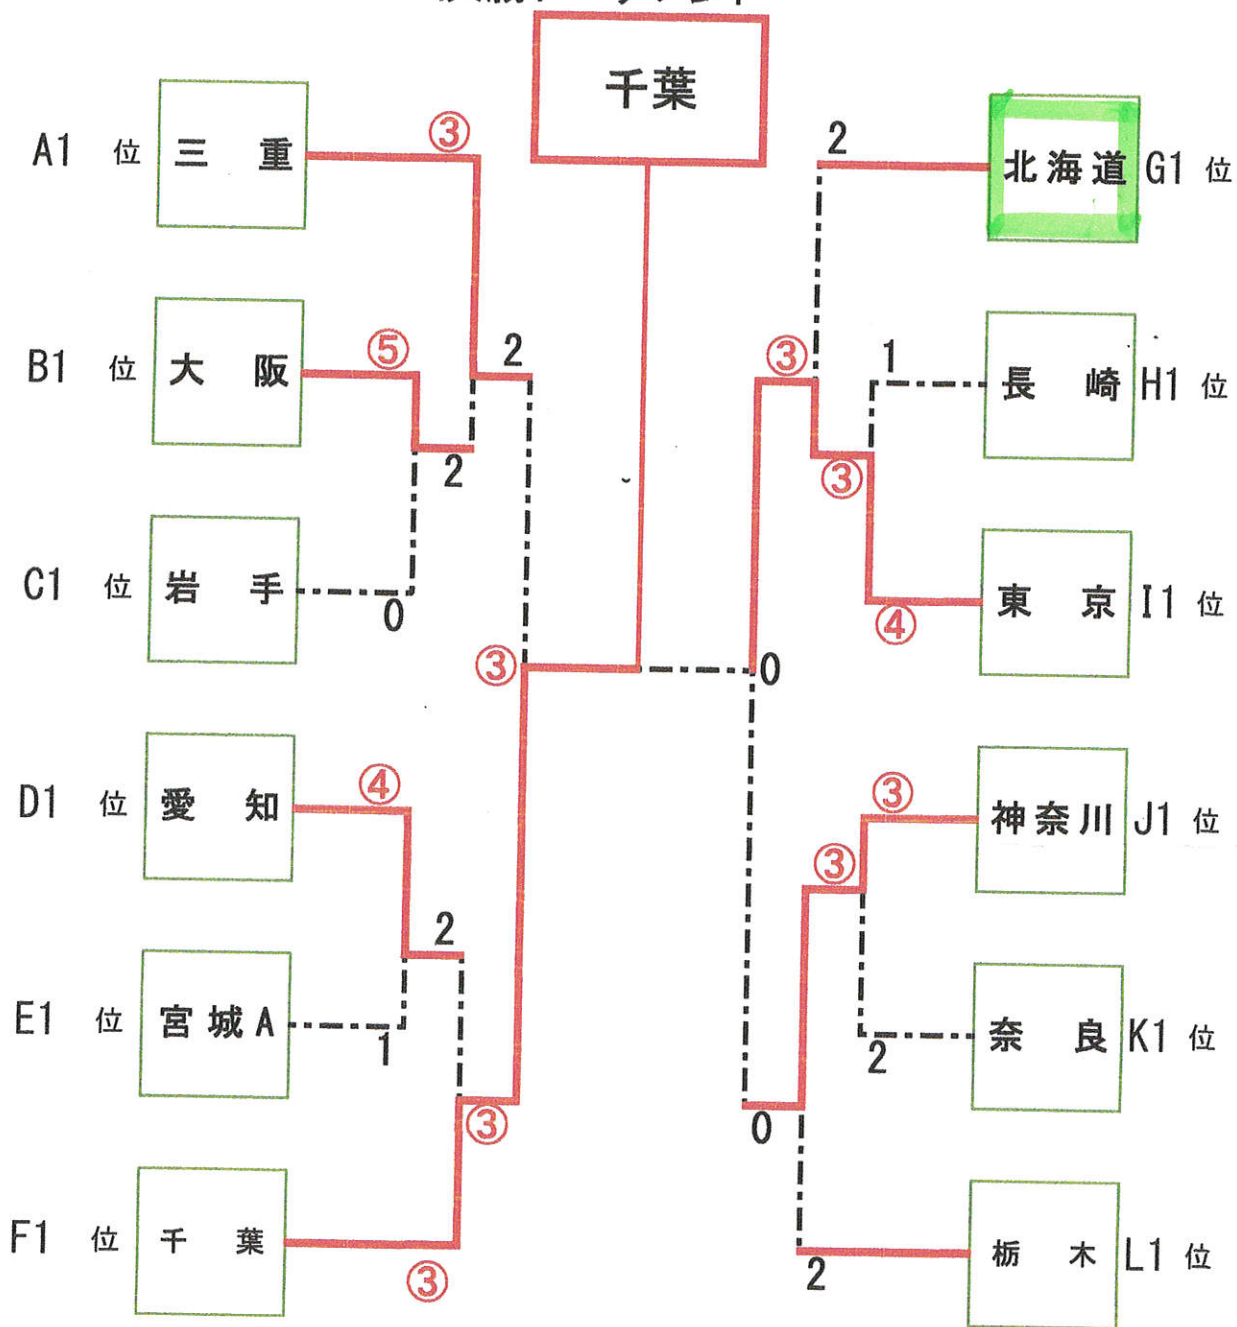 千葉
A1 位 三 重 ③
2 北海道 G1 位
B1 位 大 阪 ⑤ 2
2
③ 1 長 崎 H1 位
③
C1 位 岩 手 0
④ 東 京 I1 位
③ 0
D1 位 愛 知 ④ 2
③ 神奈川 J1 位
③
E1 位 宮城A 1
2 奈 良 K1 位
③ 0
F1 位 千 葉 ③
2 栃 木 L1 位